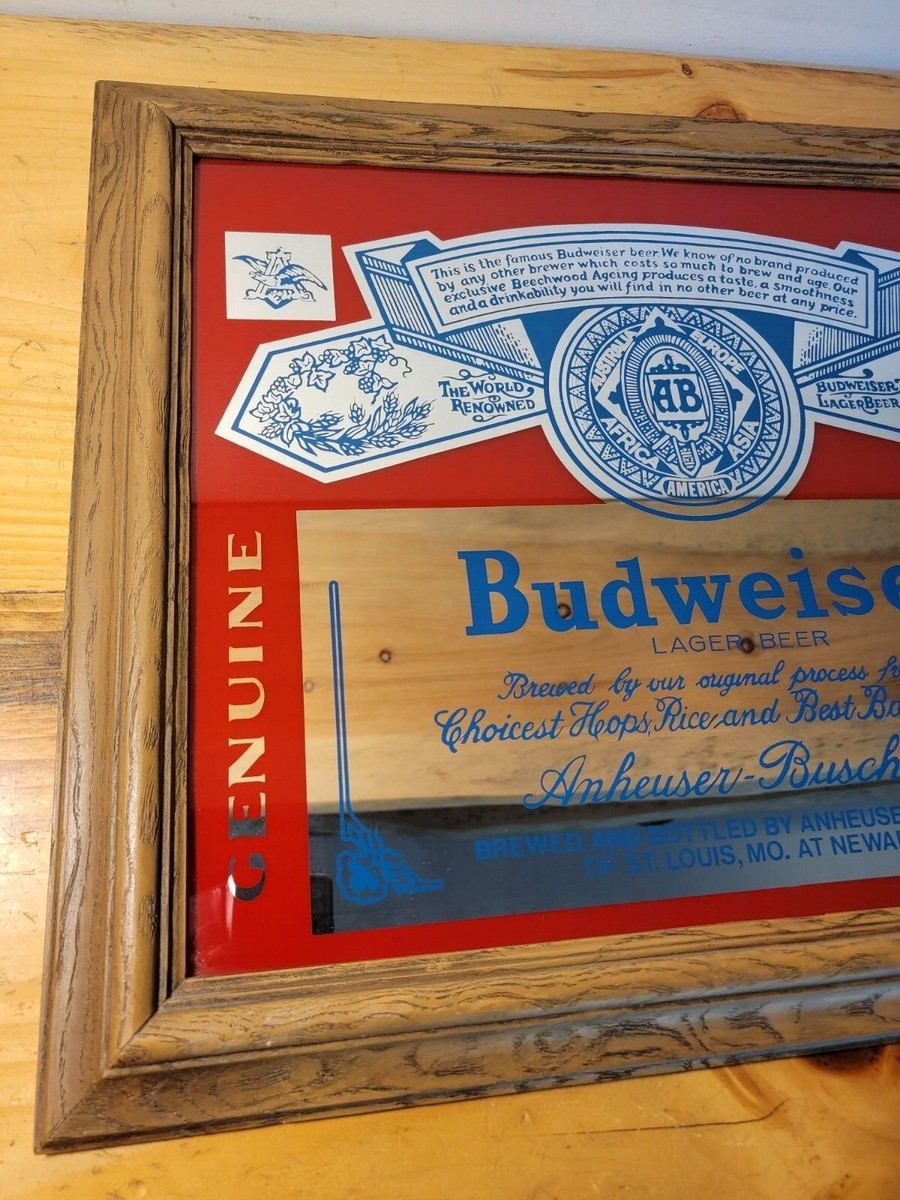 This is the famous Budweiser beer. We know of no brand produced
by any other brewer which costs so much to brew and age. Our
exclusive Beechwood Ageing produces a taste, a smoothness
and a drinkability you will find in no other beer at any price.
THE WORLD
RENOWNED
BUDWEISER
LAGER BEER
AUSTRALIA
EUROPE
AFRICA
ASIA
AMERICA
AB
GENUINE
Budweise
LAGER BEER
Brewed by our original process fr
Choicest Hops, Rice and Best Ba
Anheuser-Busch
BREWED AND BOTTLED BY ANHEUSE
OF ST. LOUIS, MO. AT NEWA